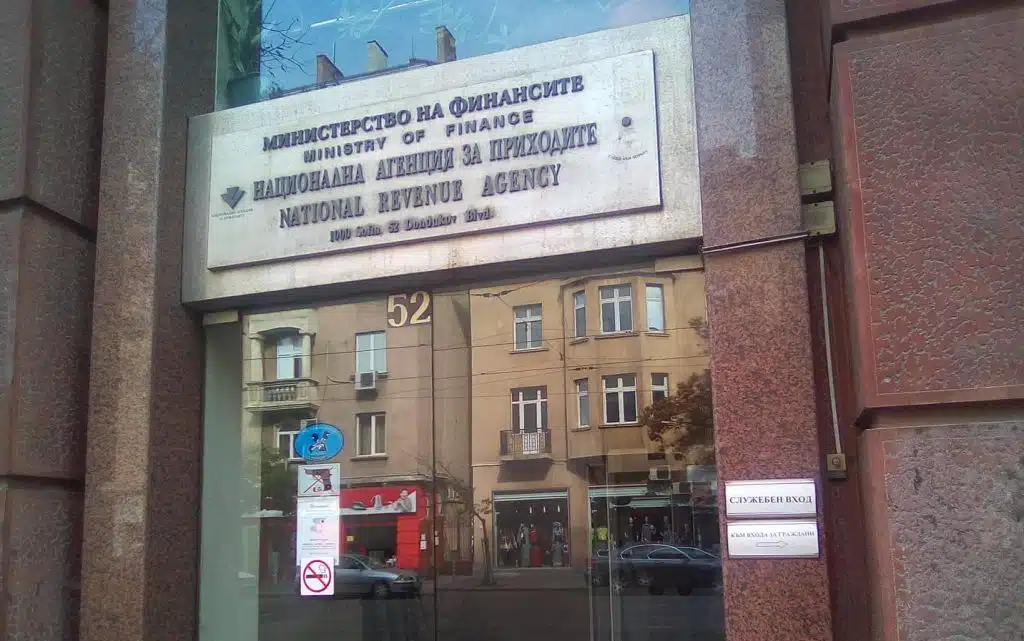 МИНИСТЕРСТВО НА ФИНАНСИТЕ
MINISTRY OF FINANCE
НАЦИОНАЛНА АГЕНЦИЯ ЗА ПРИХОДИТЕ
NATIONAL REVENUE AGENCY
1000 Sofia, 52 Dondukov Blvd.
52
СЛУЖЕБЕН ВХОД
КЪМ ВХОДА ЗА ГРАЖДАНИ